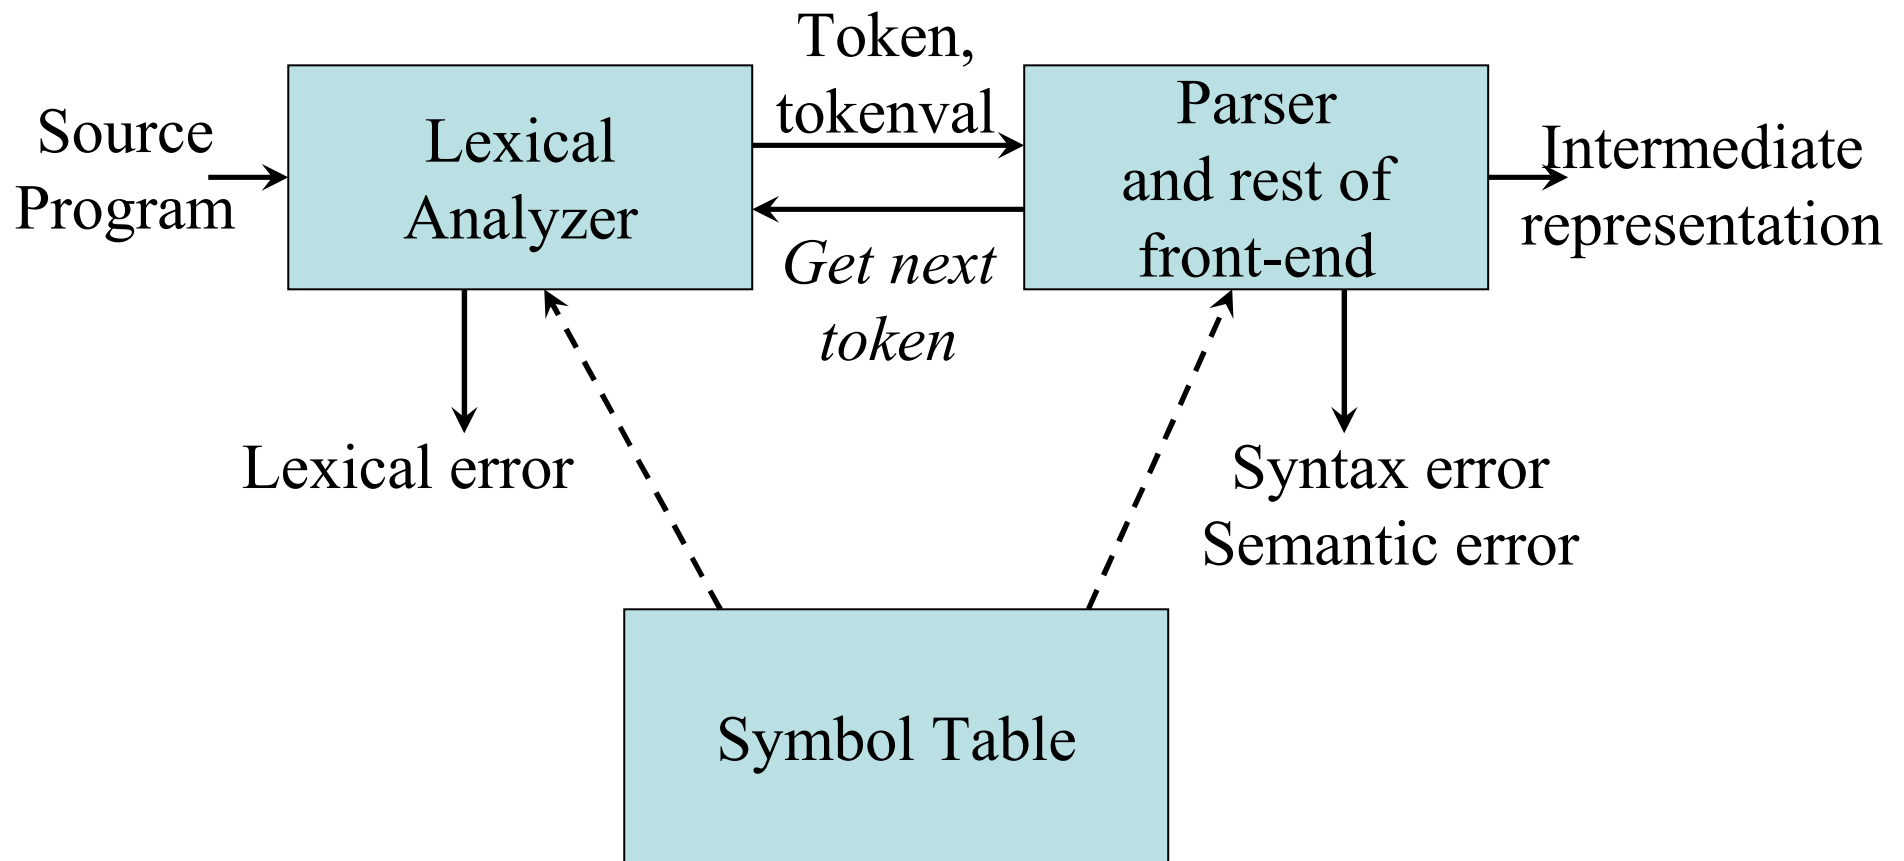 Source
Program
Lexical
Analyzer
Token,
tokenval
Get next
token
Parser
and rest of
front-end
Intermediate
representation
Lexical error
Syntax error
Semantic error
Symbol Table